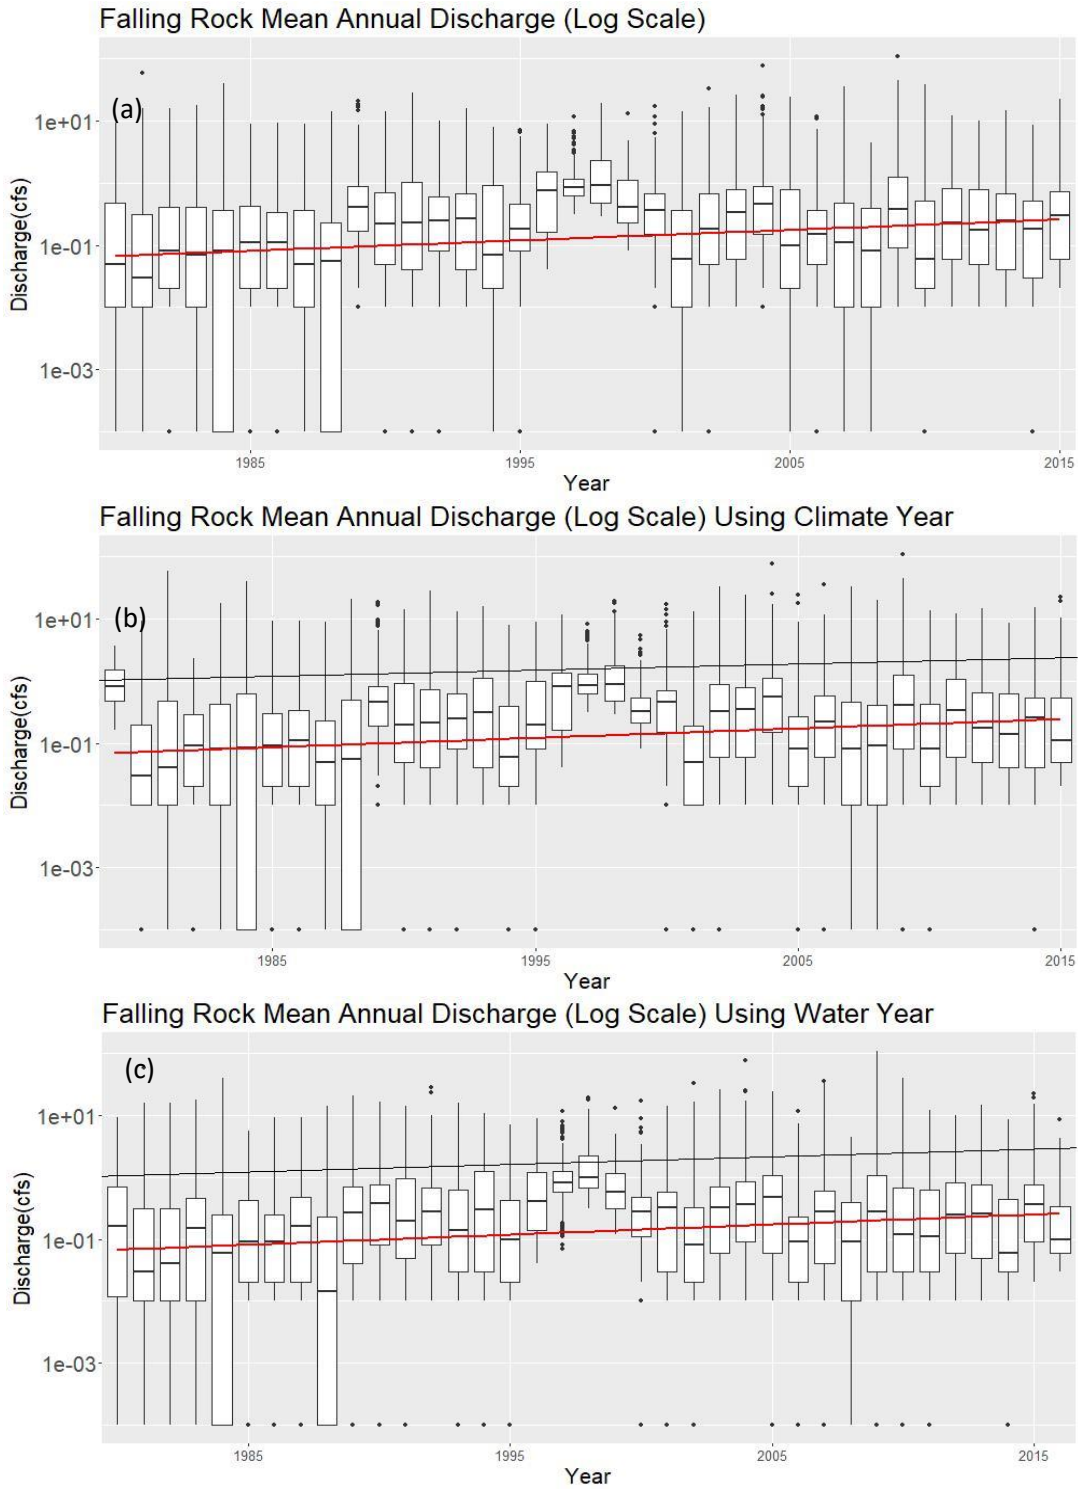 Falling Rock Mean Annual Discharge (Log Scale)
(a)
1e+01
1e-01
1e-03
Discharge(cfs)
1985 1995 2005 2015
Year
Falling Rock Mean Annual Discharge (Log Scale) Using Climate Year
(b)
1e+01
1e-01
1e-03
Discharge(cfs)
1985 1995 2005 2015
Year
Falling Rock Mean Annual Discharge (Log Scale) Using Water Year
(c)
1e+01
1e-01
1e-03
Discharge(cfs)
1985 1995 2005 2015
Year